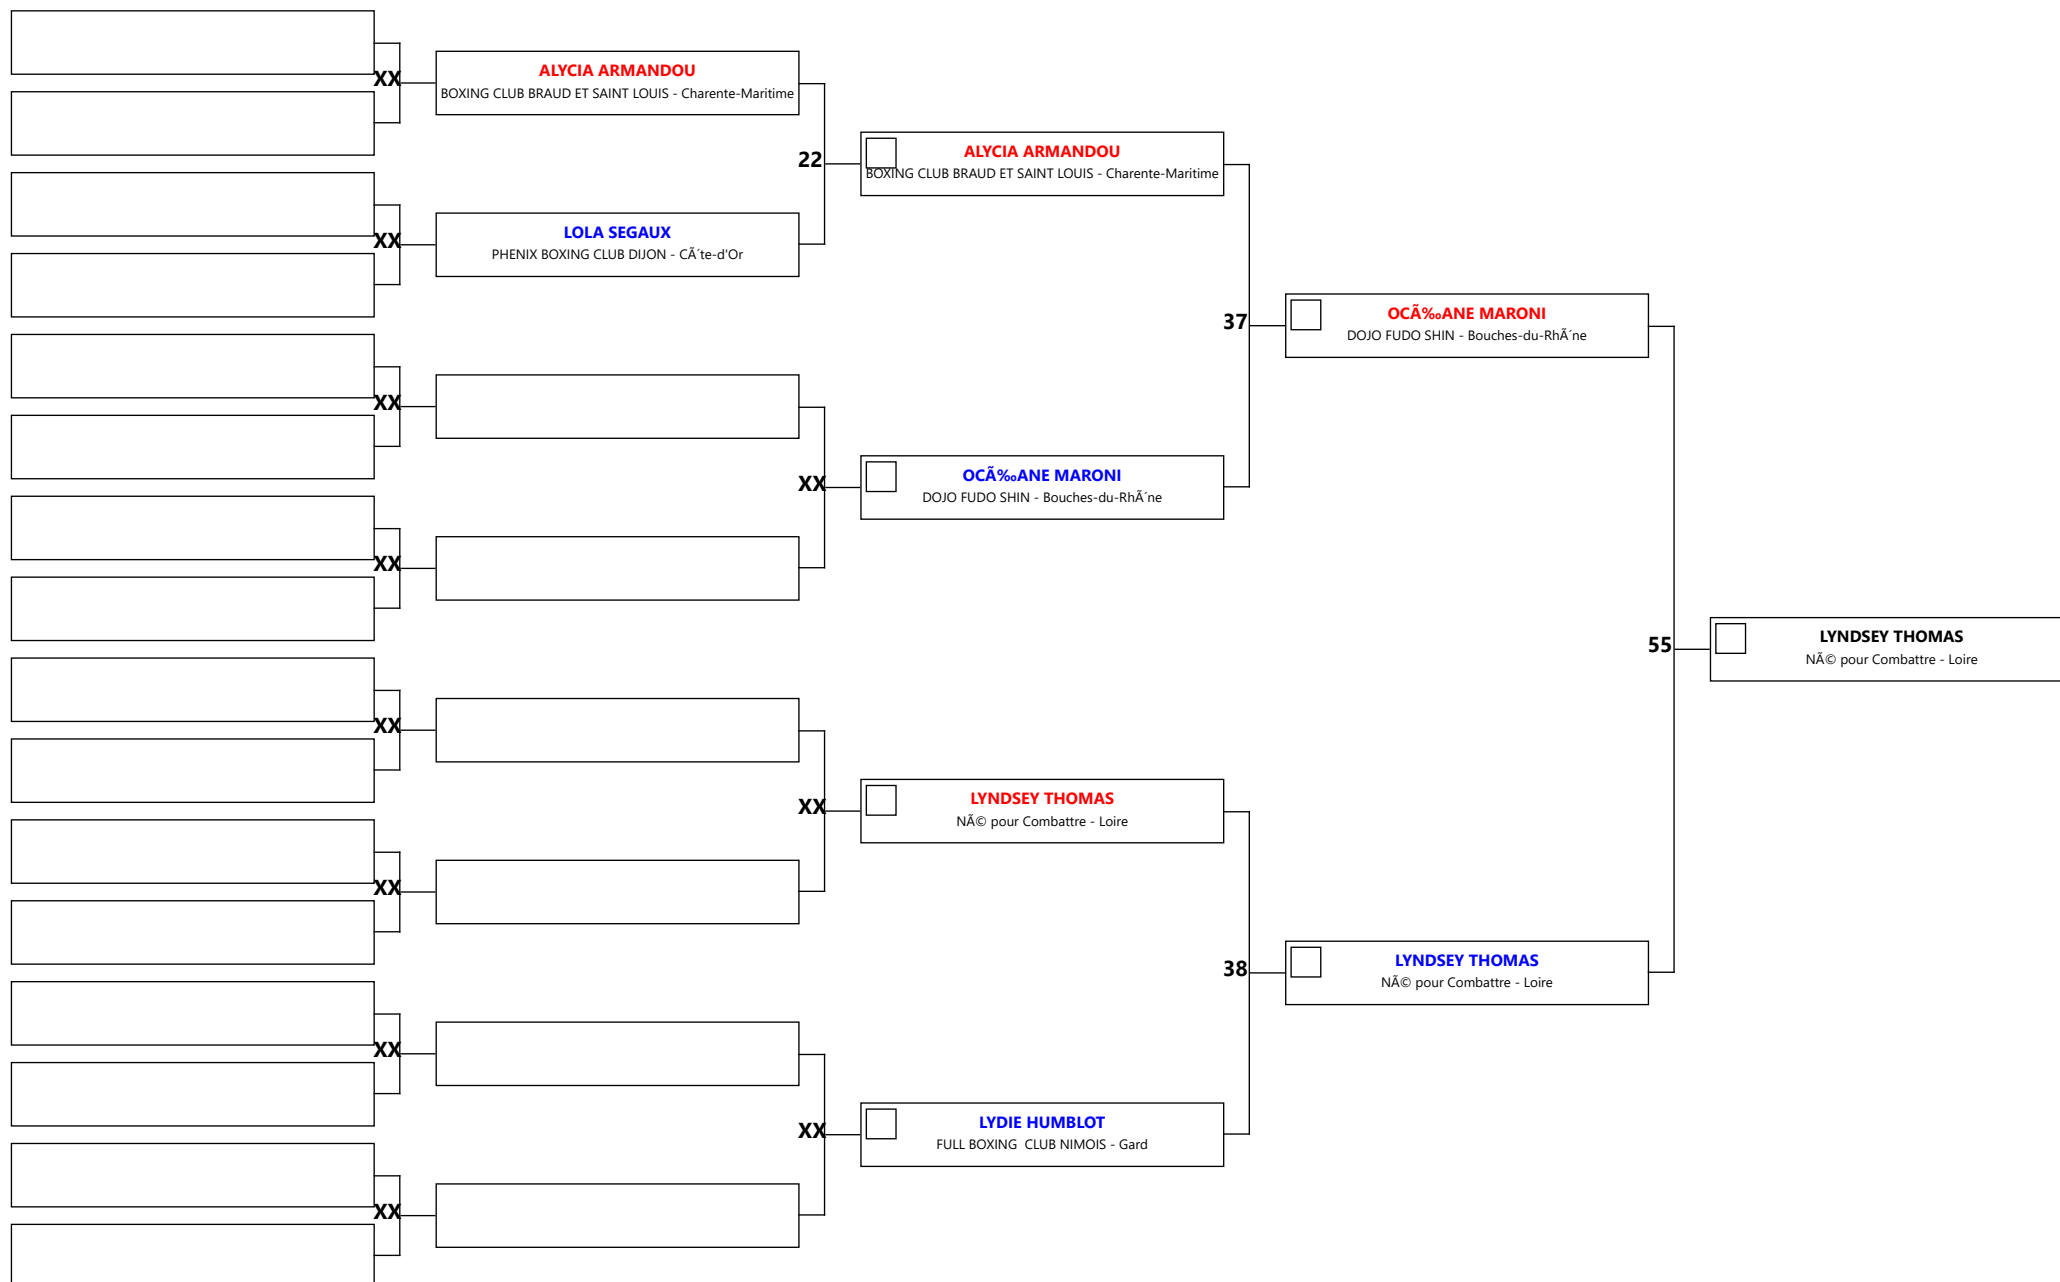 XX
ALYCIA ARMANDOU
BOXING CLUB BRAUD ET SAINT LOUIS - Charente-Maritime
22
ALYCIA ARMANDOU
BOXING CLUB BRAUD ET SAINT LOUIS - Charente-Maritime
XX
LOLA SEGAUX
PHENIX BOXING CLUB DIJON - CÃ´te-d'Or
37
OCÃ‰ANE MARONI
DOJO FUDO SHIN - Bouches-du-RhÃ´ne
XX
XX
OCÃ‰ANE MARONI
DOJO FUDO SHIN - Bouches-du-RhÃ´ne
XX
55
LYNDSEY THOMAS
NÃ© pour Combattre - Loire
XX
XX
LYNDSEY THOMAS
NÃ© pour Combattre - Loire
XX
38
LYNDSEY THOMAS
NÃ© pour Combattre - Loire
XX
XX
LYDIE HUMBLOT
FULL BOXING  CLUB NIMOIS - Gard
XX